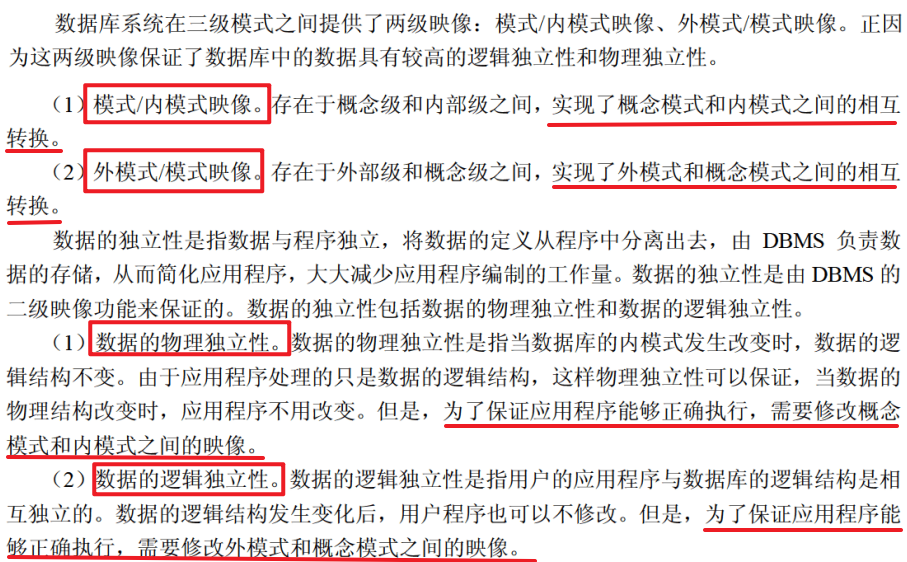 数据库系统在三级模式之间提供了两级映像：模式/内模式映像、外模式/模式映像。正因
为这两级映像保证了数据库中的数据具有较高的逻辑独立性和物理独立性。
（1）模式/内模式映像。存在于概念级和内部级之间，实现了概念模式和内模式之间的相互
转换。
（2）外模式/模式映像。存在于外部级和概念级之间，实现了外模式和概念模式之间的相互
转换。
数据的独立性是指数据与程序独立，将数据的定义从程序中分离出去，由 DBMS 负责数
据的存储，从而简化应用程序，大大减少应用程序编制的工作量。数据的独立性是由 DBMS 的
二级映像功能来保证的。数据的独立性包括数据的物理独立性和数据的逻辑独立性。
（1）数据的物理独立性。数据的物理独立性是指当数据库的内模式发生改变时，数据的逻
辑结构不变。由于应用程序处理的只是数据的逻辑结构，这样物理独立性可以保证，当数据的
物理结构改变时，应用程序不用改变。但是，为了保证应用程序能够正确执行，需要修改概念
模式和内模式之间的映像。
（2）数据的逻辑独立性。数据的逻辑独立性是指用户的应用程序与数据库的逻辑结构是相
互独立的。数据的逻辑结构发生变化后，用户程序也可以不修改。但是，为了保证应用程序能
够正确执行，需要修改外模式和概念模式之间的映像。